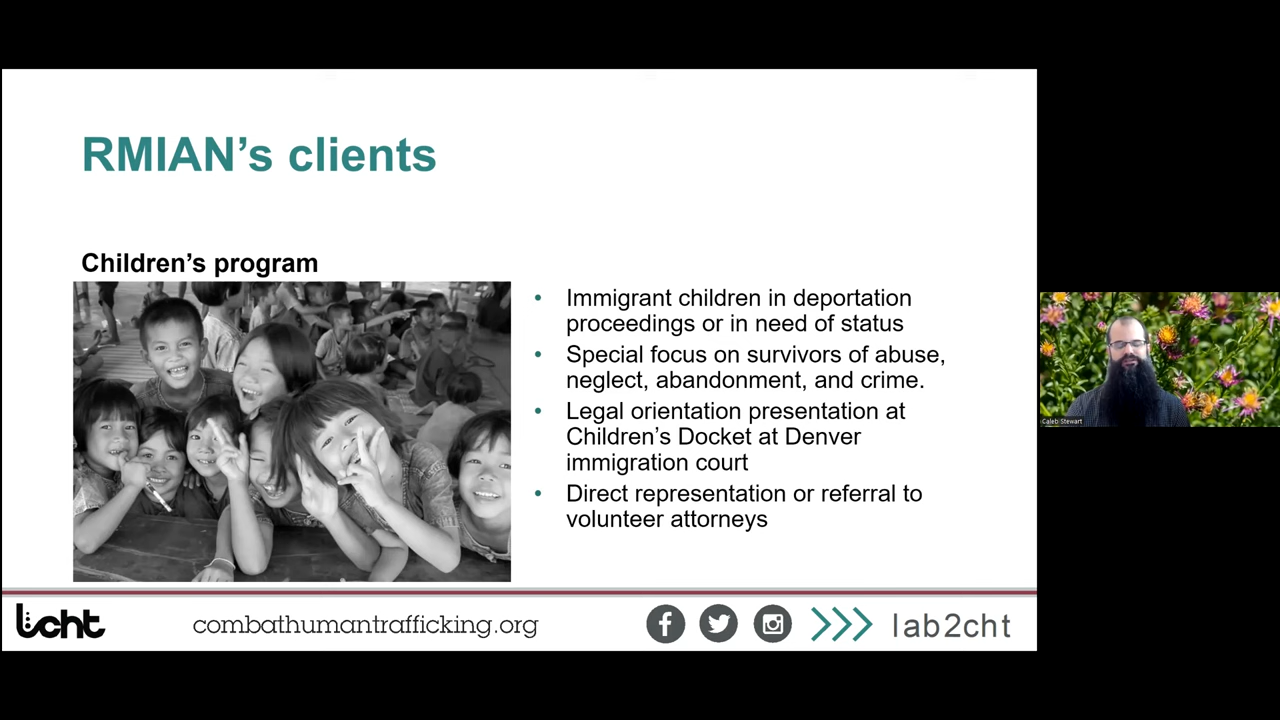 RMIAN's clients
Children's program
• Immigrant children in deportation
proceedings or in need of status
• Special focus on survivors of abuse,
neglect, abandonment, and crime.
• Legal orientation presentation at
Children's Docket at Denver
immigration court
• Direct representation or referral to
volunteer attorneys
Caleb Stewart
lcht
combathumantrafficking.org
lab2cht